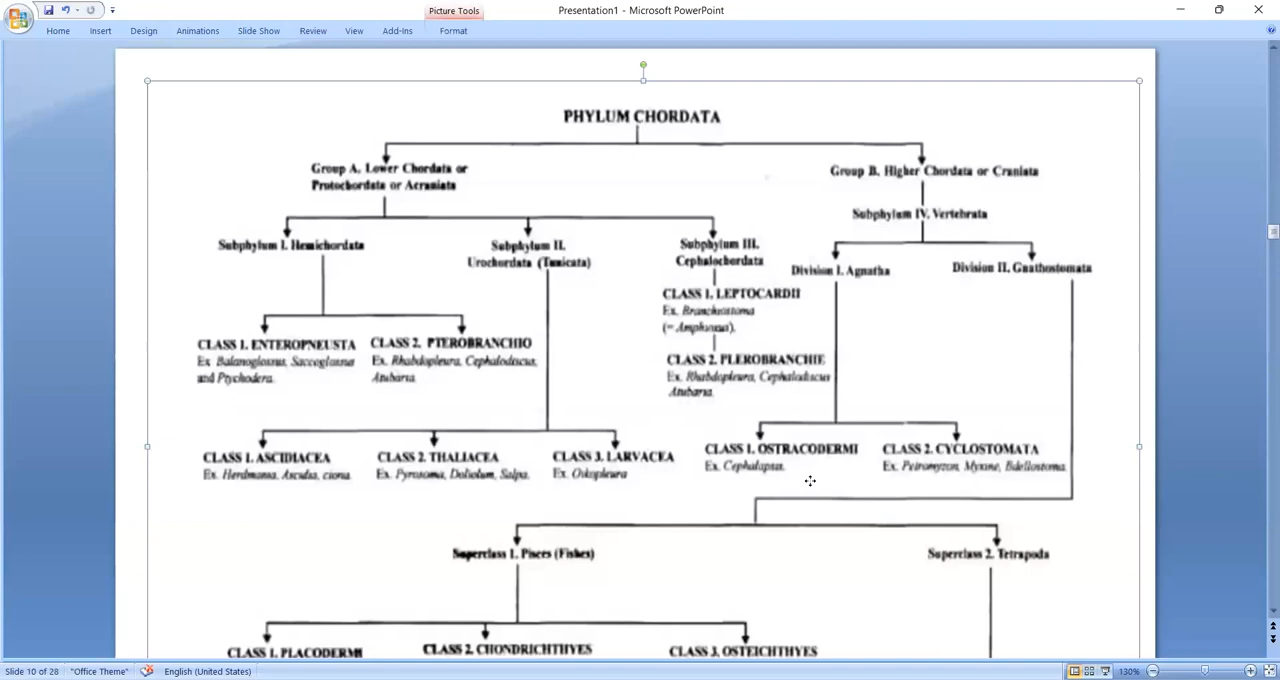 Picture Tools
Presentation1 - Microsoft PowerPoint
Home Insert Design Animations Slide Show Review View Add-Ins Format
PHYLUM CHORDATA
Group A. Lower Chordata or
Protochordata or Acraniata
Group B. Higher Chordata or Craniata
Subphylum IV. Vertebrata
Subphylum I. Hemichordata
Subphylum II.
Urochordata (Tunicata)
Subphylum III.
Cephalochordata
Division I. Agnatha
Division II. Gnathostomata
CLASS 1. LEPTOCARDII
Ex. Branchiostoma
(= Amphioxus).
CLASS 1. ENTEROPNEUSTA
Ex Balanoglossus, Saccoglossus
and Ptychodera.
CLASS 2. PTEROBRANCHIO
Ex. Rhabdopleura, Cephalodiscus,
Atubaria.
CLASS 2. PLEROBRANCHIE
Ex. Rhabdopleura, Cephalodiscus
Atubaria.
CLASS 1. ASCIDIACEA
Ex. Herdmania, Ascidia, ciona.
CLASS 2. THALIACEA
Ex. Pyrosoma, Doliolum, Salpa.
CLASS 3. LARVACEA
Ex. Oikopleura
CLASS 1. OSTRACODERMI
Ex. Cephalapsis.
CLASS 2. CYCLOSTOMATA
Ex. Petromyzon, Myxine, Bdellostoma.
Superclass 1. Pisces (Fishes)
Superclass 2. Tetrapoda
CLASS 1. PLACODERMI
CLASS 2. CHONDRICHTHYES
CLASS 3. OSTEICHTHYES
Slide 10 of 28 "Office Theme" English (United States) 130%